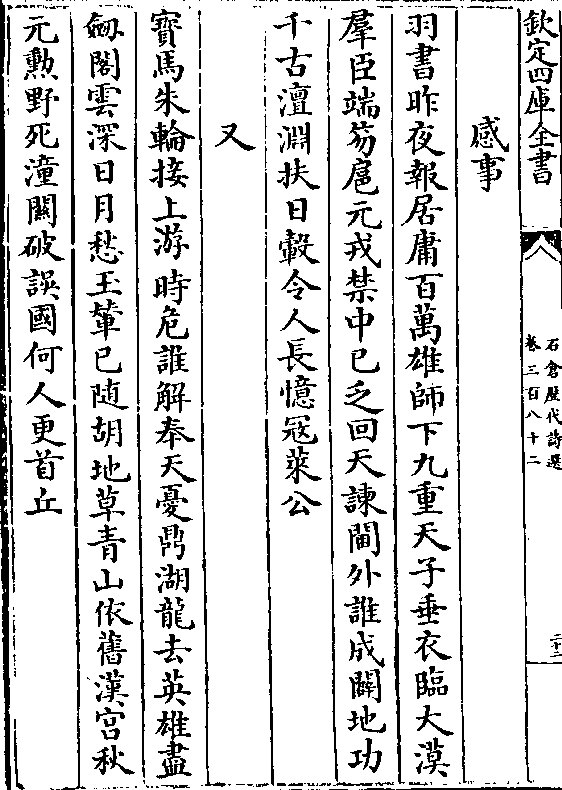 欽定四庫全書
石倉歷代詩選
卷三百八十二
二十二
感事
羽書昨夜報居庸百萬雄師下九重天子垂衣臨大漠
羣臣端笏扈元戎禁中已乏回天諫閫外誰成闢地功
千古澶淵扶日轂令人長憶冦萊公
又
寳馬朱輪接上游時危誰解奉天憂鼎湖龍去英雄盡
劒閣雲深日月愁玉輦已随胡地草青山依舊漢宫秋
元勲野死潼闗破誤國何人更首丘